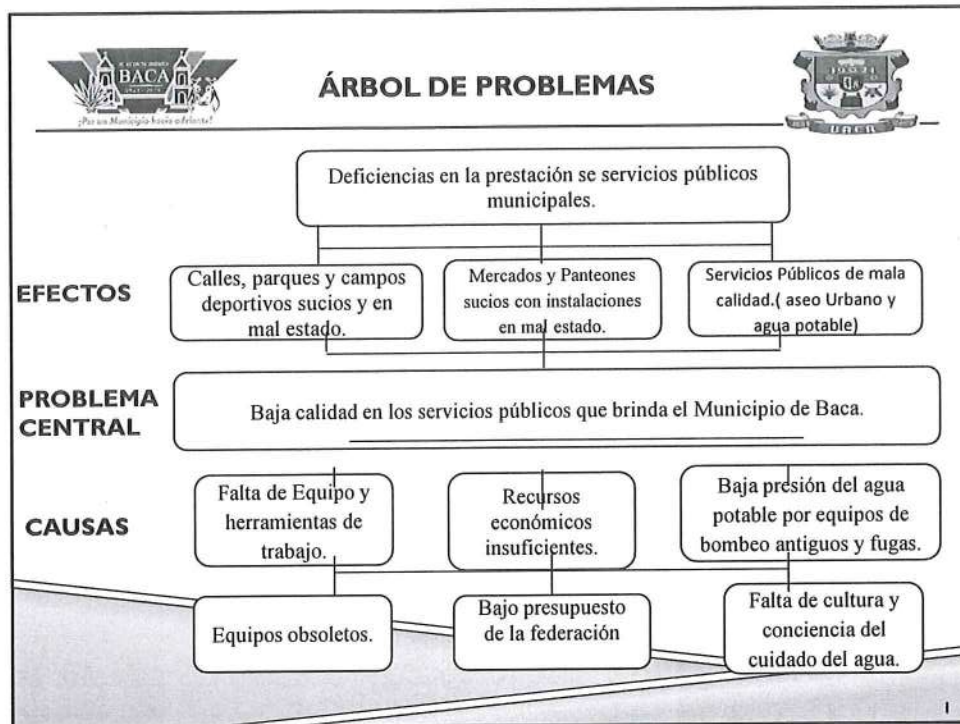 BACA
¡Por un Municipio hacia adelante!
ÁRBOL DE PROBLEMAS
BACA
Deficiencias en la prestación se servicios públicos
municipales.
EFECTOS
Calles, parques y campos
deportivos sucios y en
mal estado.
Mercados y Panteones
sucios con instalaciones
en mal estado.
Servicios Públicos de mala
calidad.( aseo Urbano y
agua potable)
PROBLEMA
CENTRAL
Baja calidad en los servicios públicos que brinda el Municipio de Baca.
CAUSAS
Falta de Equipo y
herramientas de
trabajo.
Recursos
económicos
insuficientes.
Baja presión del agua
potable por equipos de
bombeo antiguos y fugas.
Equipos obsoletos.
Bajo presupuesto
de la federación
Falta de cultura y
conciencia del
cuidado del agua.
1